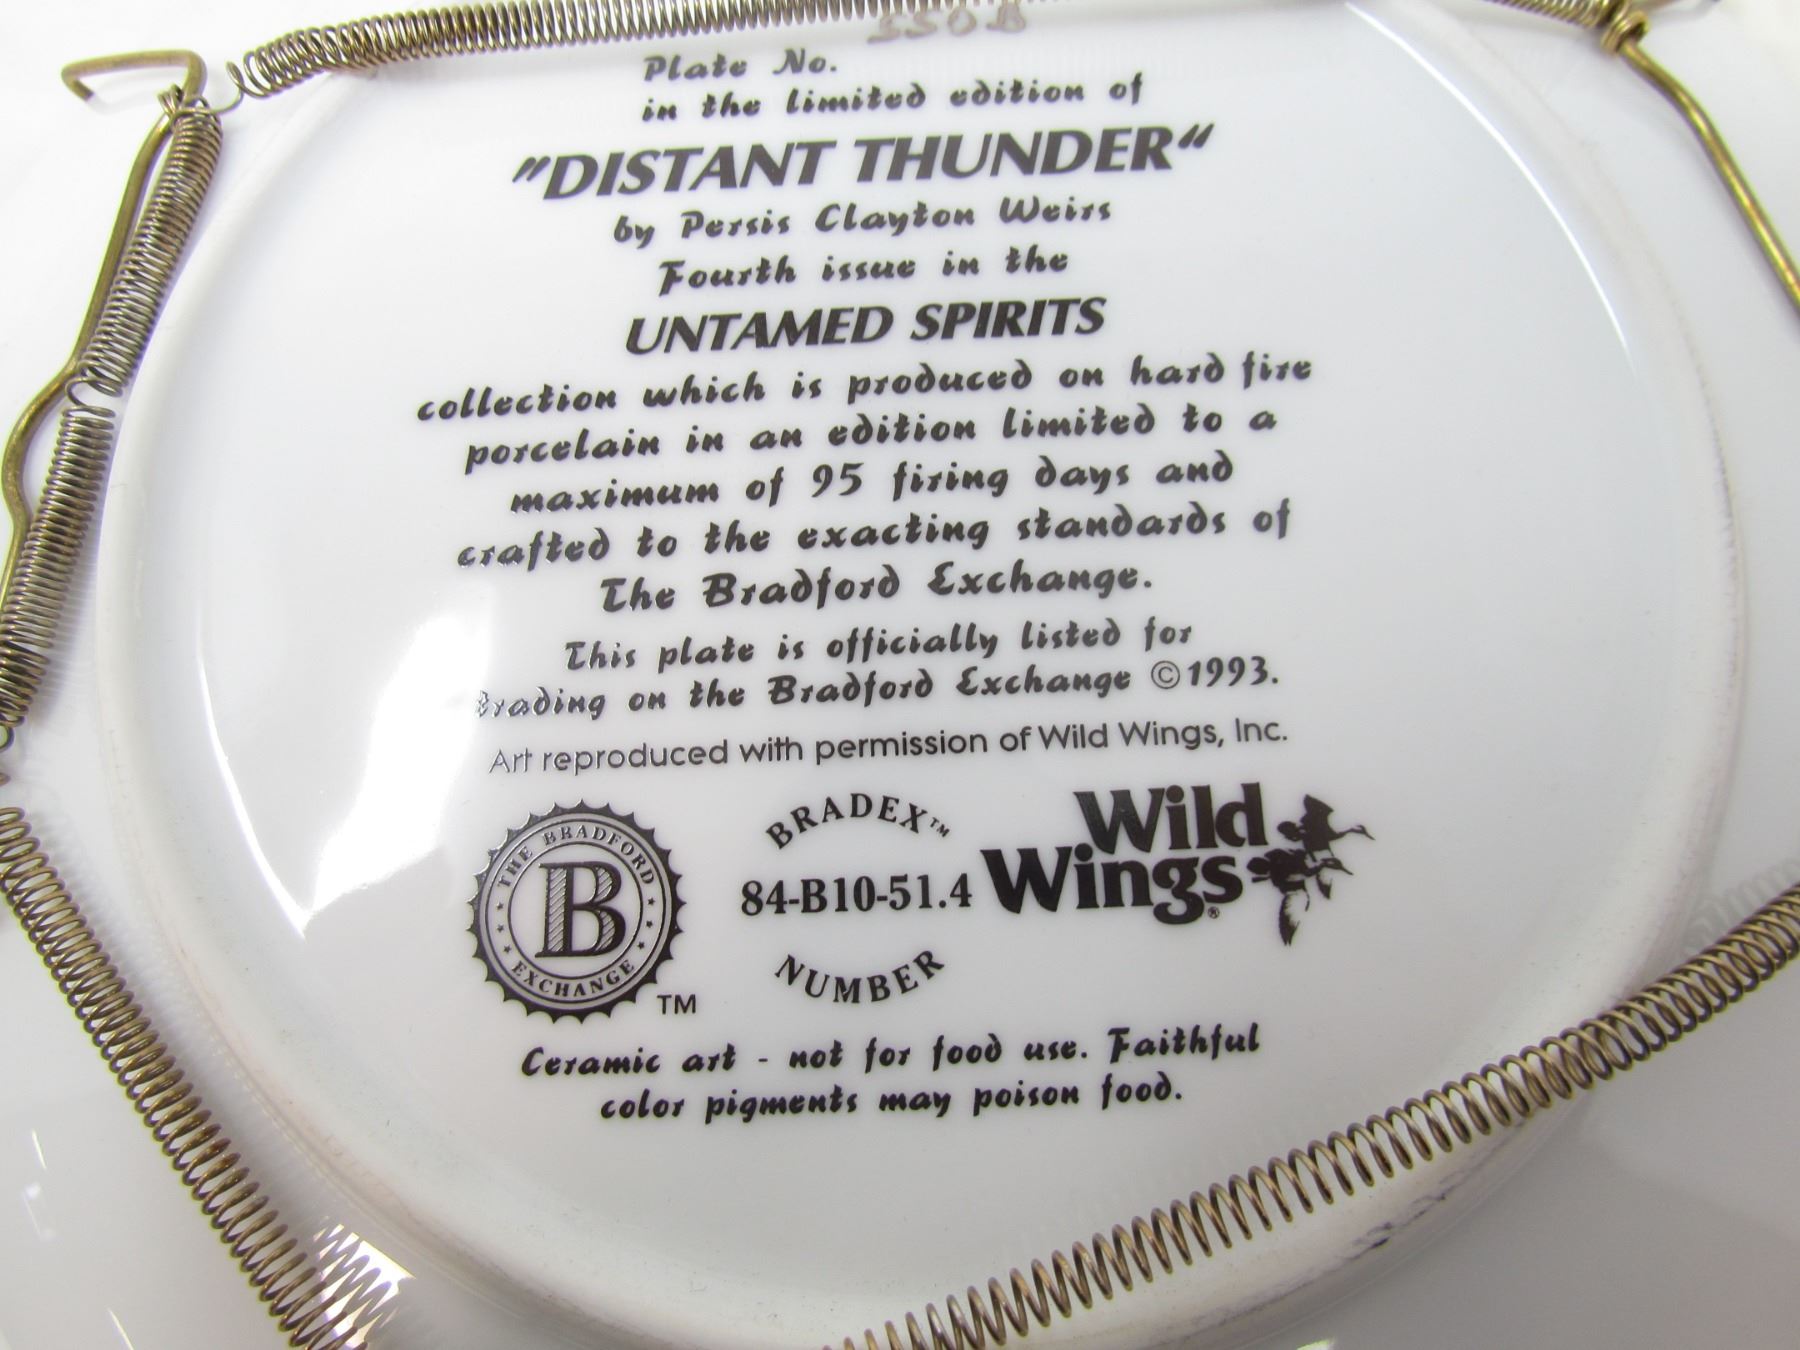 Plate No.
in the limited edition of
"DISTANT THUNDER"
by Persis Clayton Weirs
Fourth issue in the
UNTAMED SPIRITS
collection which is produced on hard fire
porcelain in an edition limited to a
maximum of 95 firing days and
crafted to the exacting standards of
The Bradford Exchange.
This plate is officially listed for
trading on the Bradford Exchange ©1993.
Art reproduced with permission of Wild Wings, Inc.
THE BRADFORD
B
EXCHANGE
TM
BRADEX™
84-B10-51.4
NUMBER
Wild
Wings®
Ceramic art - not for food use. Faithful
color pigments may poison food.